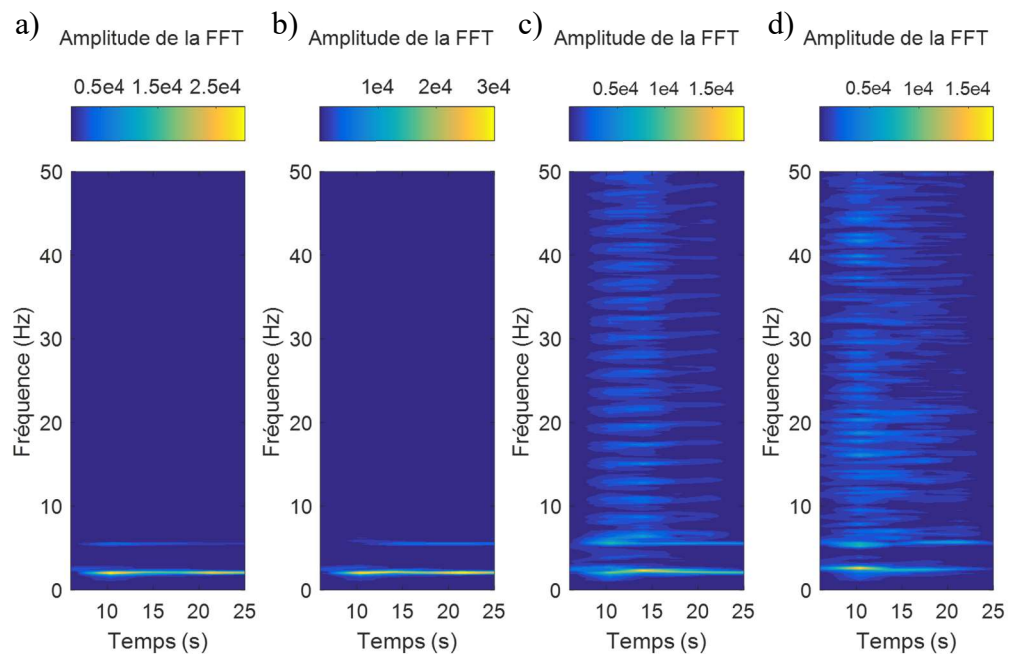 a) b) c) d)
Amplitude de la FFT Amplitude de la FFT Amplitude de la FFT Amplitude de la FFT
0.5e4 1.5e4 2.5e4 1e4 2e4 3e4 0.5e4 1e4 1.5e4 0.5e4 1e4 1.5e4
50 50 50 50
40 40 40 40
30 30 30 30
20 20 20 20
10 10 10 10
0 0 0 0
Fréquence (Hz) Fréquence (Hz) Fréquence (Hz) Fréquence (Hz)
10 15 20 25 10 15 20 25 10 15 20 25 10 15 20 25
Temps (s) Temps (s) Temps (s) Temps (s)